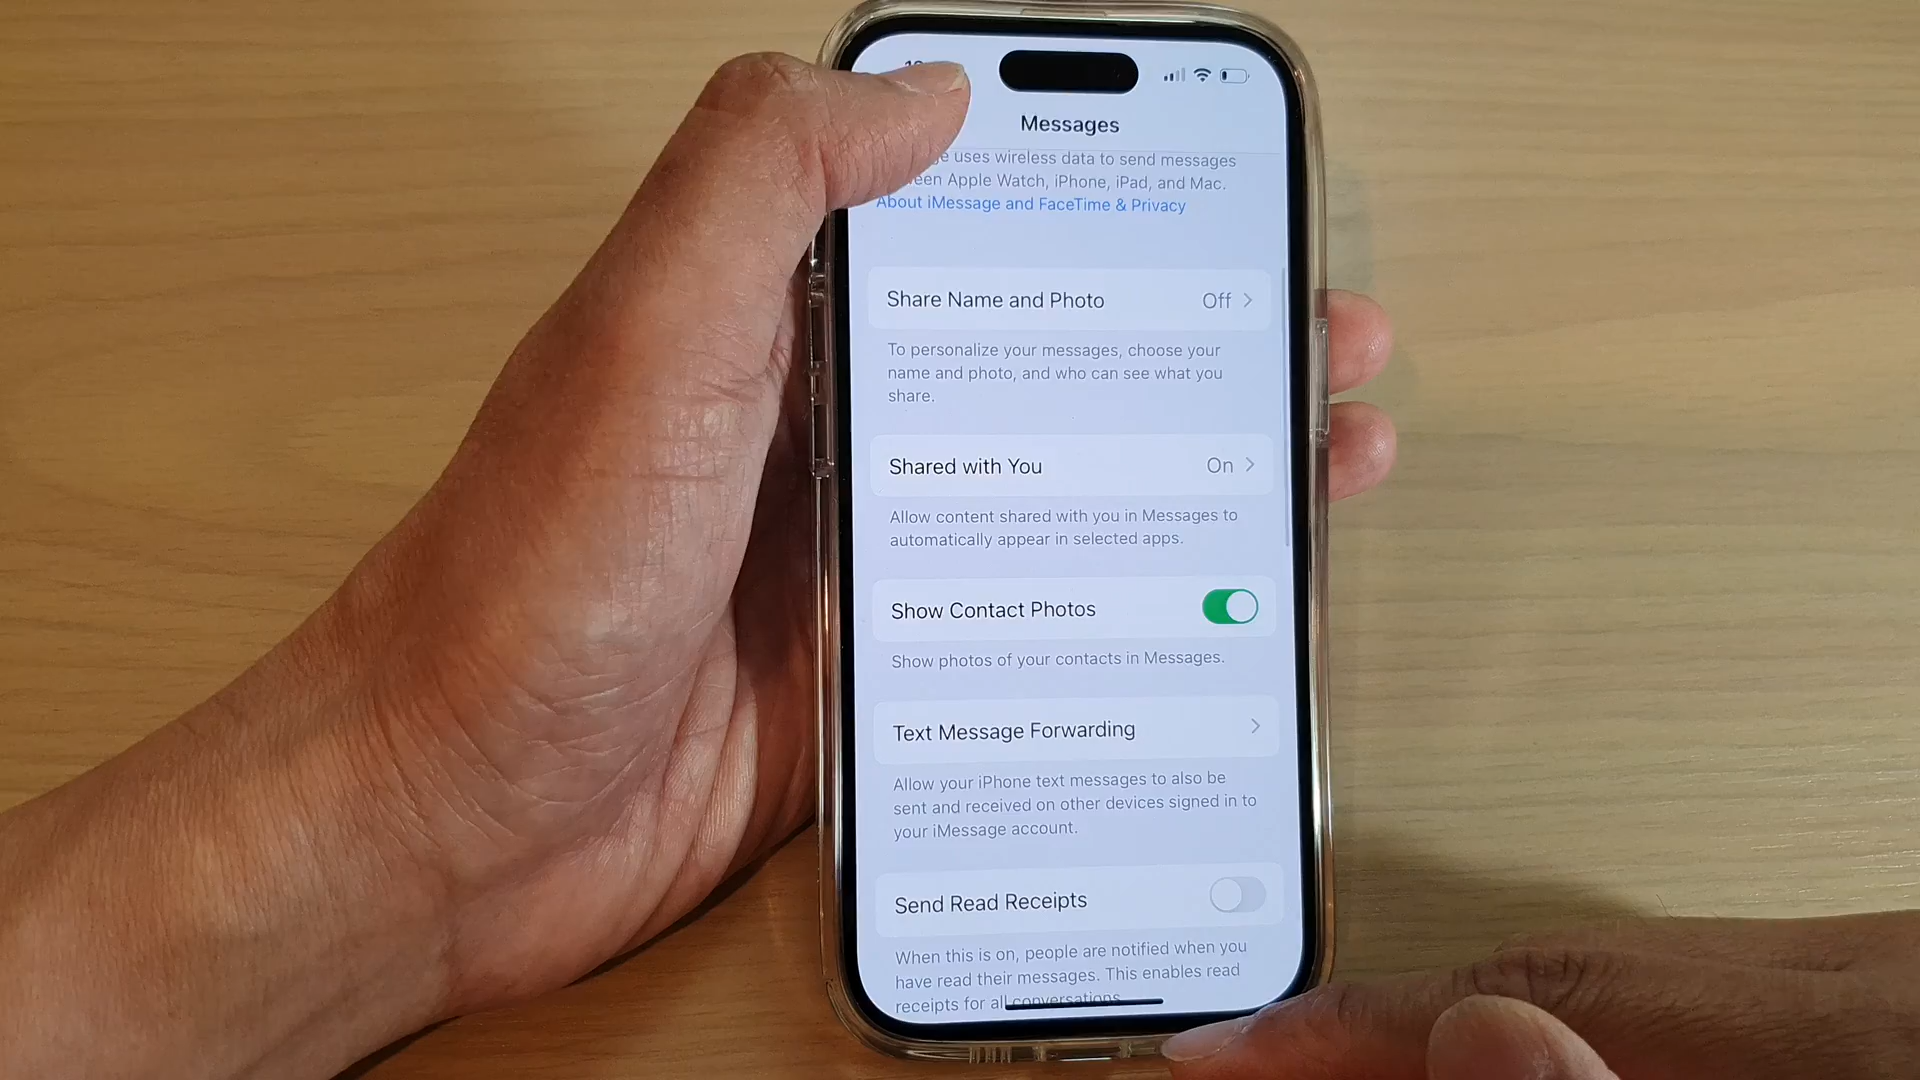 Messages
uses wireless data to send messages
Apple Watch, iPhone, iPad, and Mac.
About iMessage and FaceTime & Privacy
Share Name and Photo Off
To personalize your messages, choose your
name and photo, and who can see what you
share.
Shared with You On
Allow content shared with you in Messages to
automatically appear in selected apps.
Show Contact Photos
Show photos of your contacts in Messages.
Text Message Forwarding
Allow your iPhone text messages to also be
sent and received on other devices signed in to
your iMessage account.
Send Read Receipts
When this is on, people are notified when you
have read their messages. This enables read
receipts for all conversations.